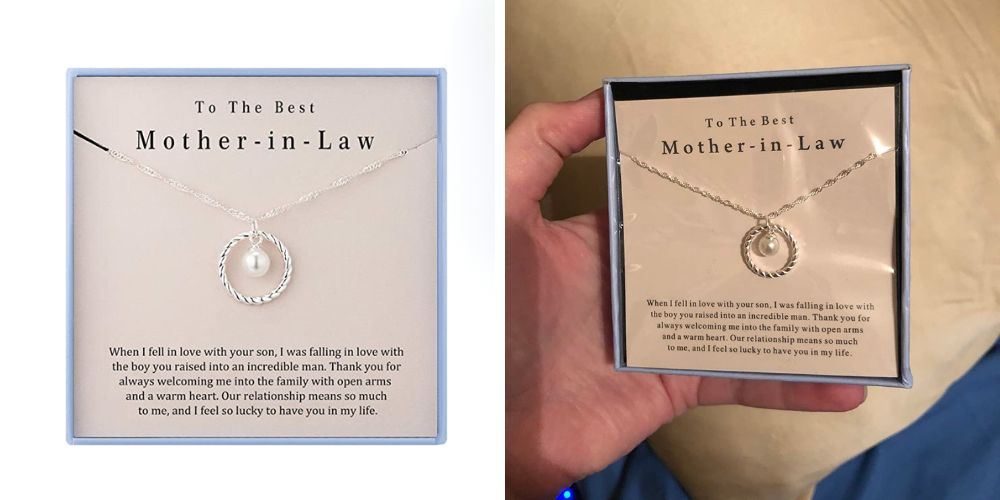 To The Best
Mother-in-Law
When I fell in love with your son, I was falling in love with
the boy you raised into an incredible man. Thank you for
always welcoming me into the family with open arms
and a warm heart. Our relationship means so much
to me, and I feel so lucky to have you in my life.
To The Best
Mother-in-Law
When I fell in love with your son, I was falling in love with
the boy you raised into an incredible man. Thank you for
always welcoming me into the family with open arms
and a warm heart. Our relationship means so much
to me, and I feel so lucky to have you in my life.